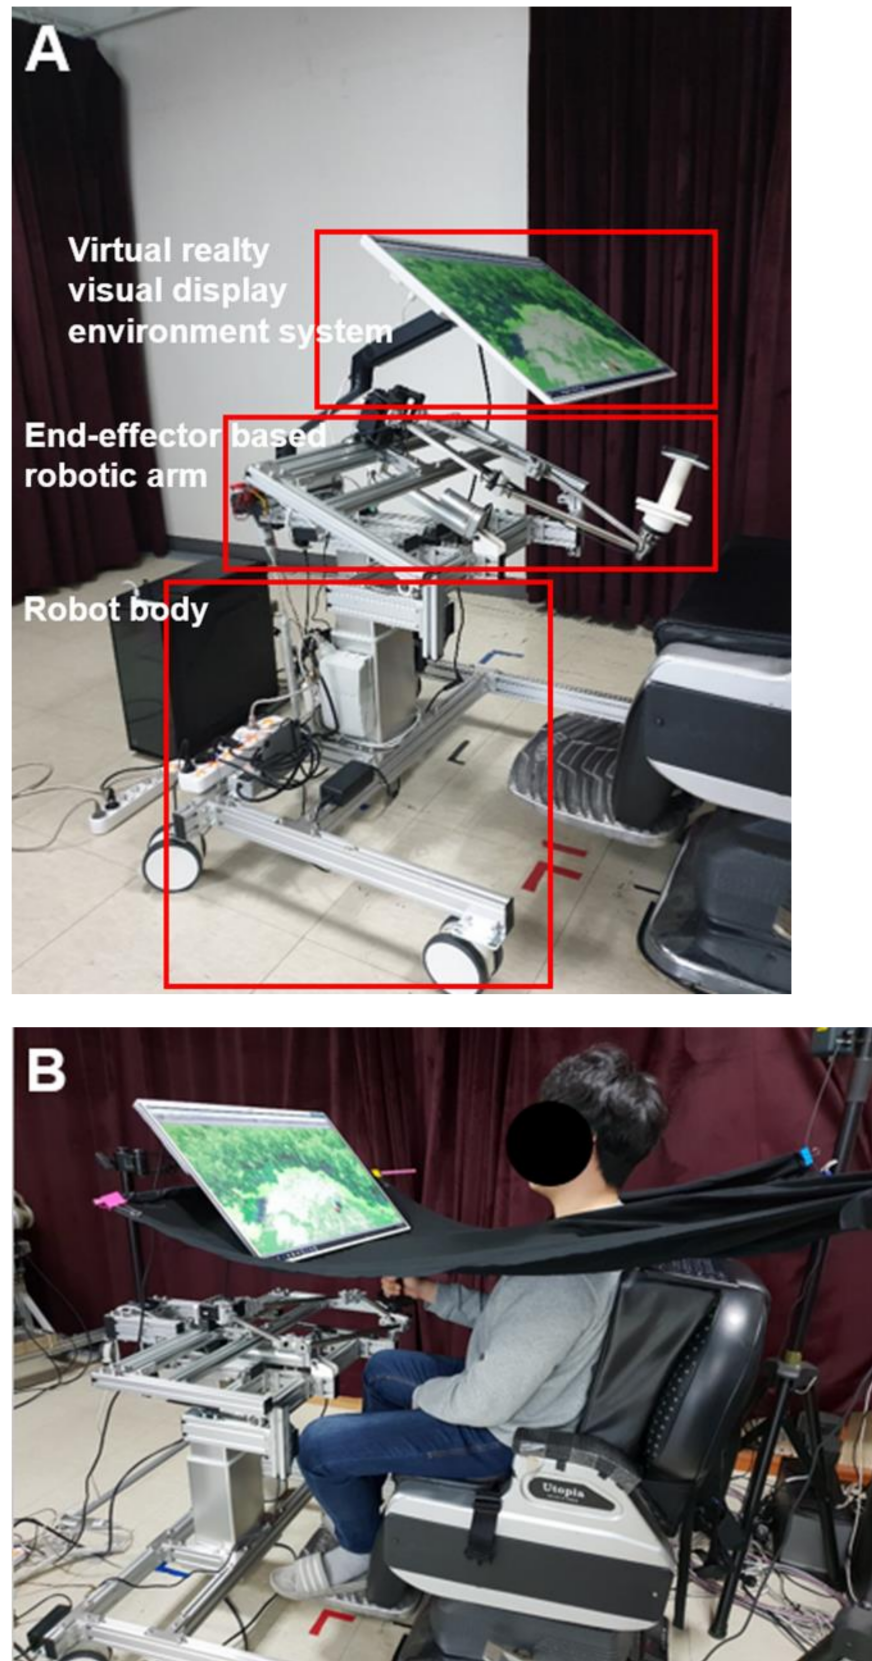 A
Virtual realty
visual display
environment system
End-effector based
robotic arm
Robot body
B
Utopia